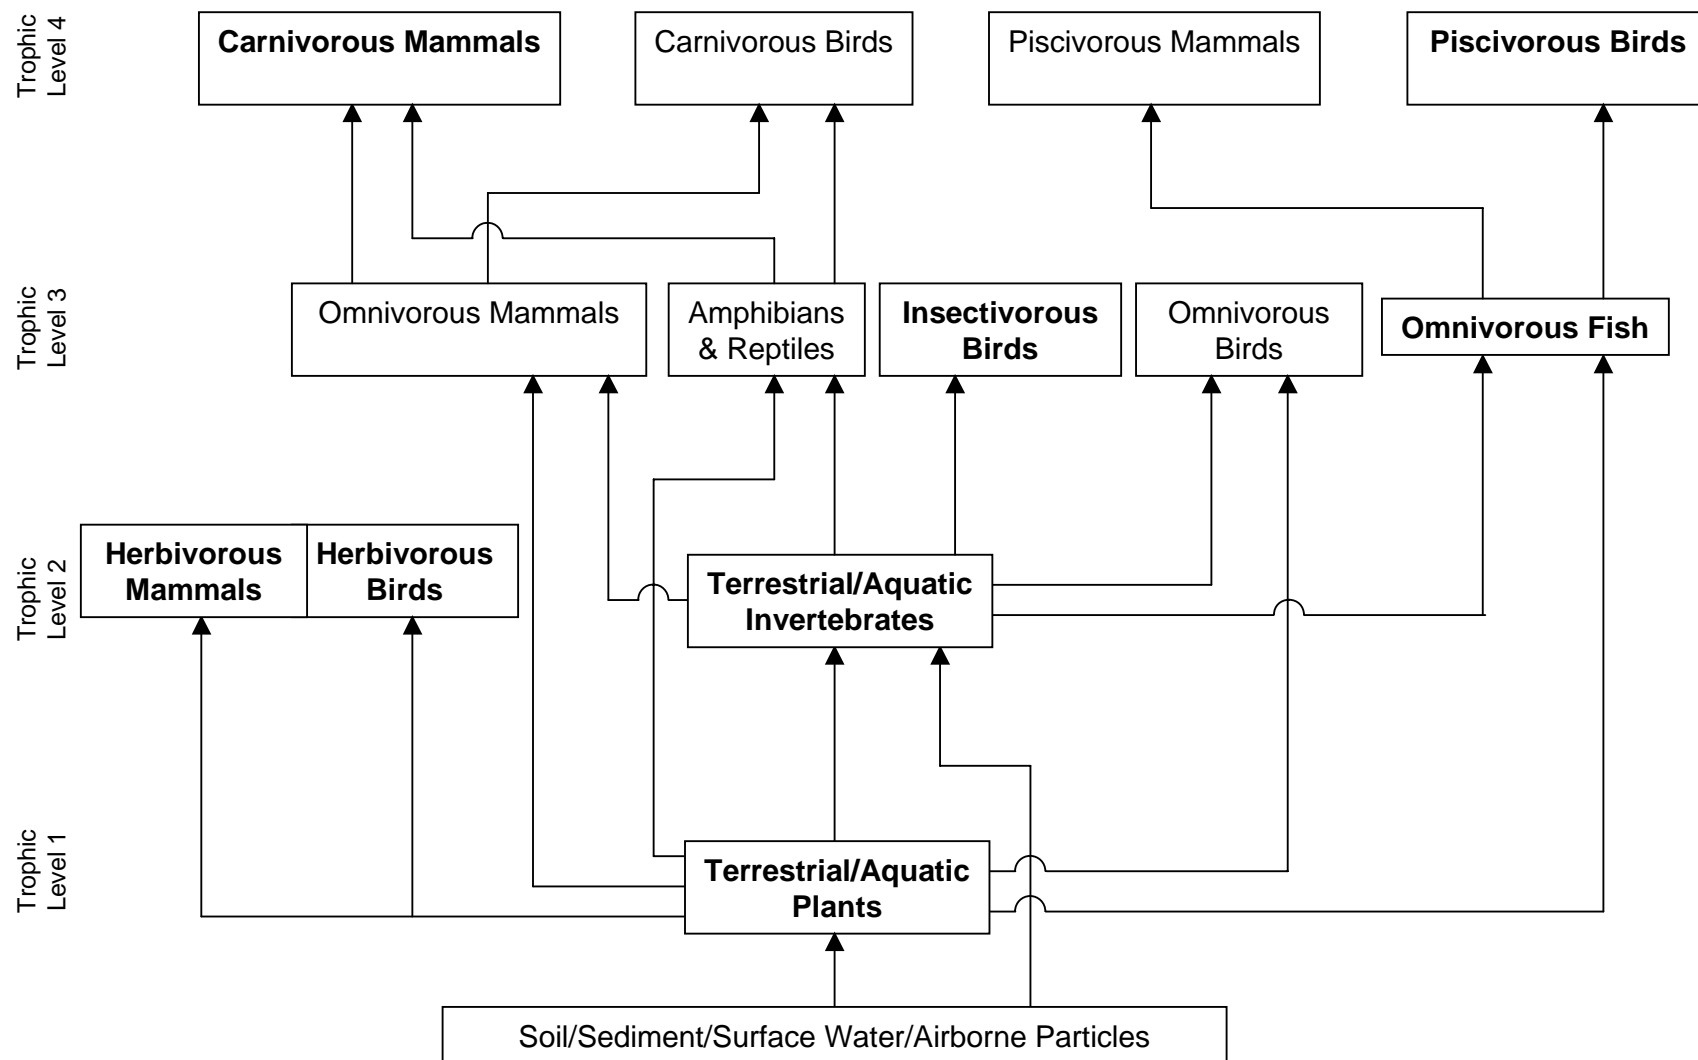 Trophic
Level 4
Carnivorous Mammals
Carnivorous Birds
Piscivorous Mammals
Piscivorous Birds
Trophic
Level 3
Omnivorous Mammals
Amphibians
& Reptiles
Insectivorous
Birds
Omnivorous
Birds
Omnivorous Fish
Trophic
Level 2
Herbivorous
Mammals
Herbivorous
Birds
Terrestrial/Aquatic
Invertebrates
Trophic
Level 1
Terrestrial/Aquatic
Plants
Soil/Sediment/Surface Water/Airborne Particles